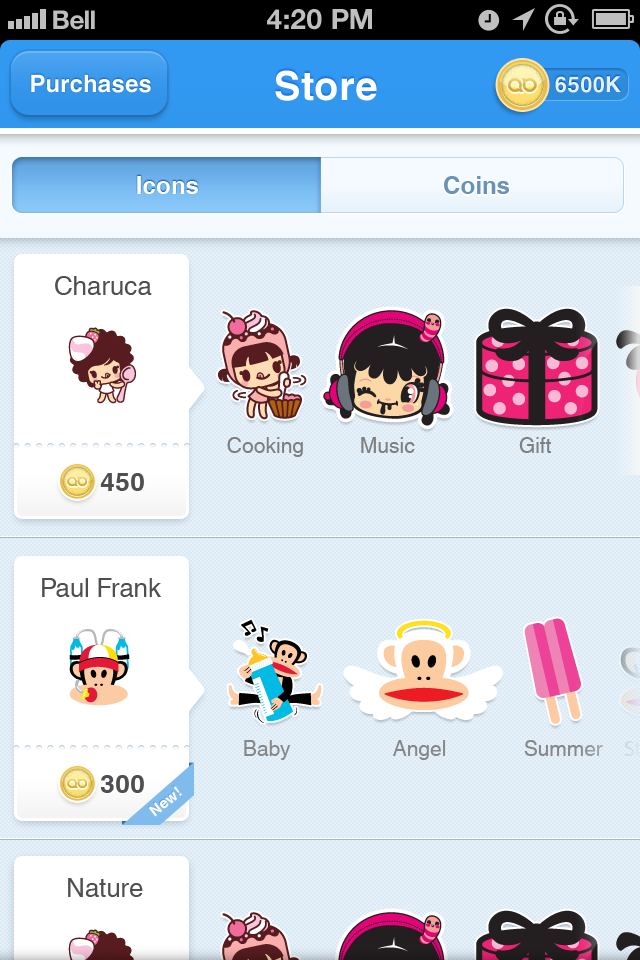 Bell 4:20 PM
Purchases Store 6500K
Icons Coins
Charuca
Cooking Music Gift
450
Paul Frank
Baby Angel Summer
300
New!
Nature